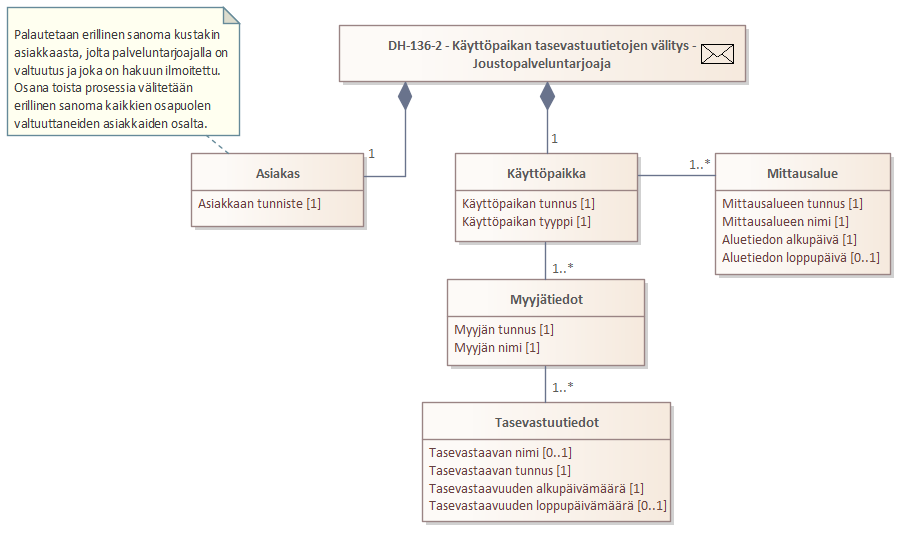 Palautetaan erillinen sanoma kustakin
asiakkaasta, jolta palveluntarjoajalla on
valtuutus ja joka on hakuun ilmoitettu.
Osana toista prosessia välitetään
erillinen sanoma kaikkien osapuolen
valtuuttaneiden asiakkaiden osalta.
DH-136-2 - Käyttöpaikan tasevastuutietojen välitys -
Joustopalveluntarjoaja
1
1
Asiakas
Asiakkaan tunniste [1]
Käyttöpaikka
Käyttöpaikan tunnus [1]
Käyttöpaikan tyyppi [1]
1..*
Mittausalue
Mittausalueen tunnus [1]
Mittausalueen nimi [1]
Aluetiedon alkupäivä [1]
Aluetiedon loppupäivä [0..1]
1..*
Myyjätiedot
Myyjän tunnus [1]
Myyjän nimi [1]
1..*
Tasevastuutiedot
Tasevastaavan nimi [0..1]
Tasevastaavan tunnus [1]
Tasevastaavuuden alkupäivämäärä [1]
Tasevastaavuuden loppupäivämäärä [0..1]